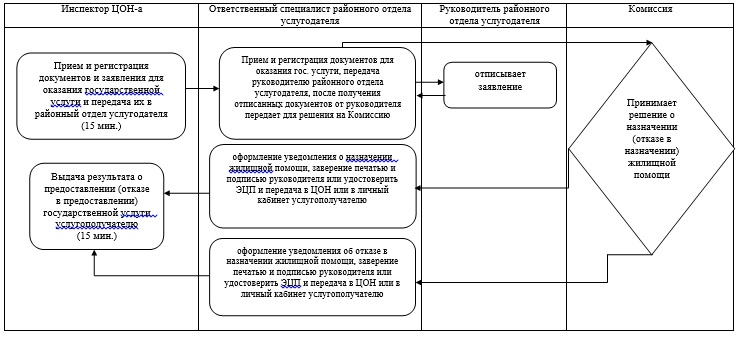 Инспектор ЦОН-а
Ответственный специалист районного отдела
услугодателя
Руководитель районного
отдела услугодателя
Комиссия
Прием и регистрация
документов и заявления для
оказания государственной
услуги и передача их в
районный отдел услугодателя
(15 мин.)
Прием и регистрация документов для
оказания гос. услуги, передача
руководителю районного отдела
услугодателя, после получения
отписанных документов от руководителя
передает для решения на Комиссию
отписывает
заявление
Принимает
решение о
назначении
(отказе в
назначении)
жилищной
помощи
оформление уведомления о назначении
жилищной помощи, заверение печатью и
подписью руководителя или удостоверить
ЭЦП и передача в ЦОН или в личный
кабинет услугополучателю
Выдача результата о
предоставлении (отказе
в предоставлении)
государственной услуги
услугополучателю
(15 мин.)
оформление уведомления об отказе в
назначении жилищной помощи, заверение
печатью и подписью руководителя или
удостоверить ЭЦП и передача в ЦОН или в
личный кабинет услугополучателю